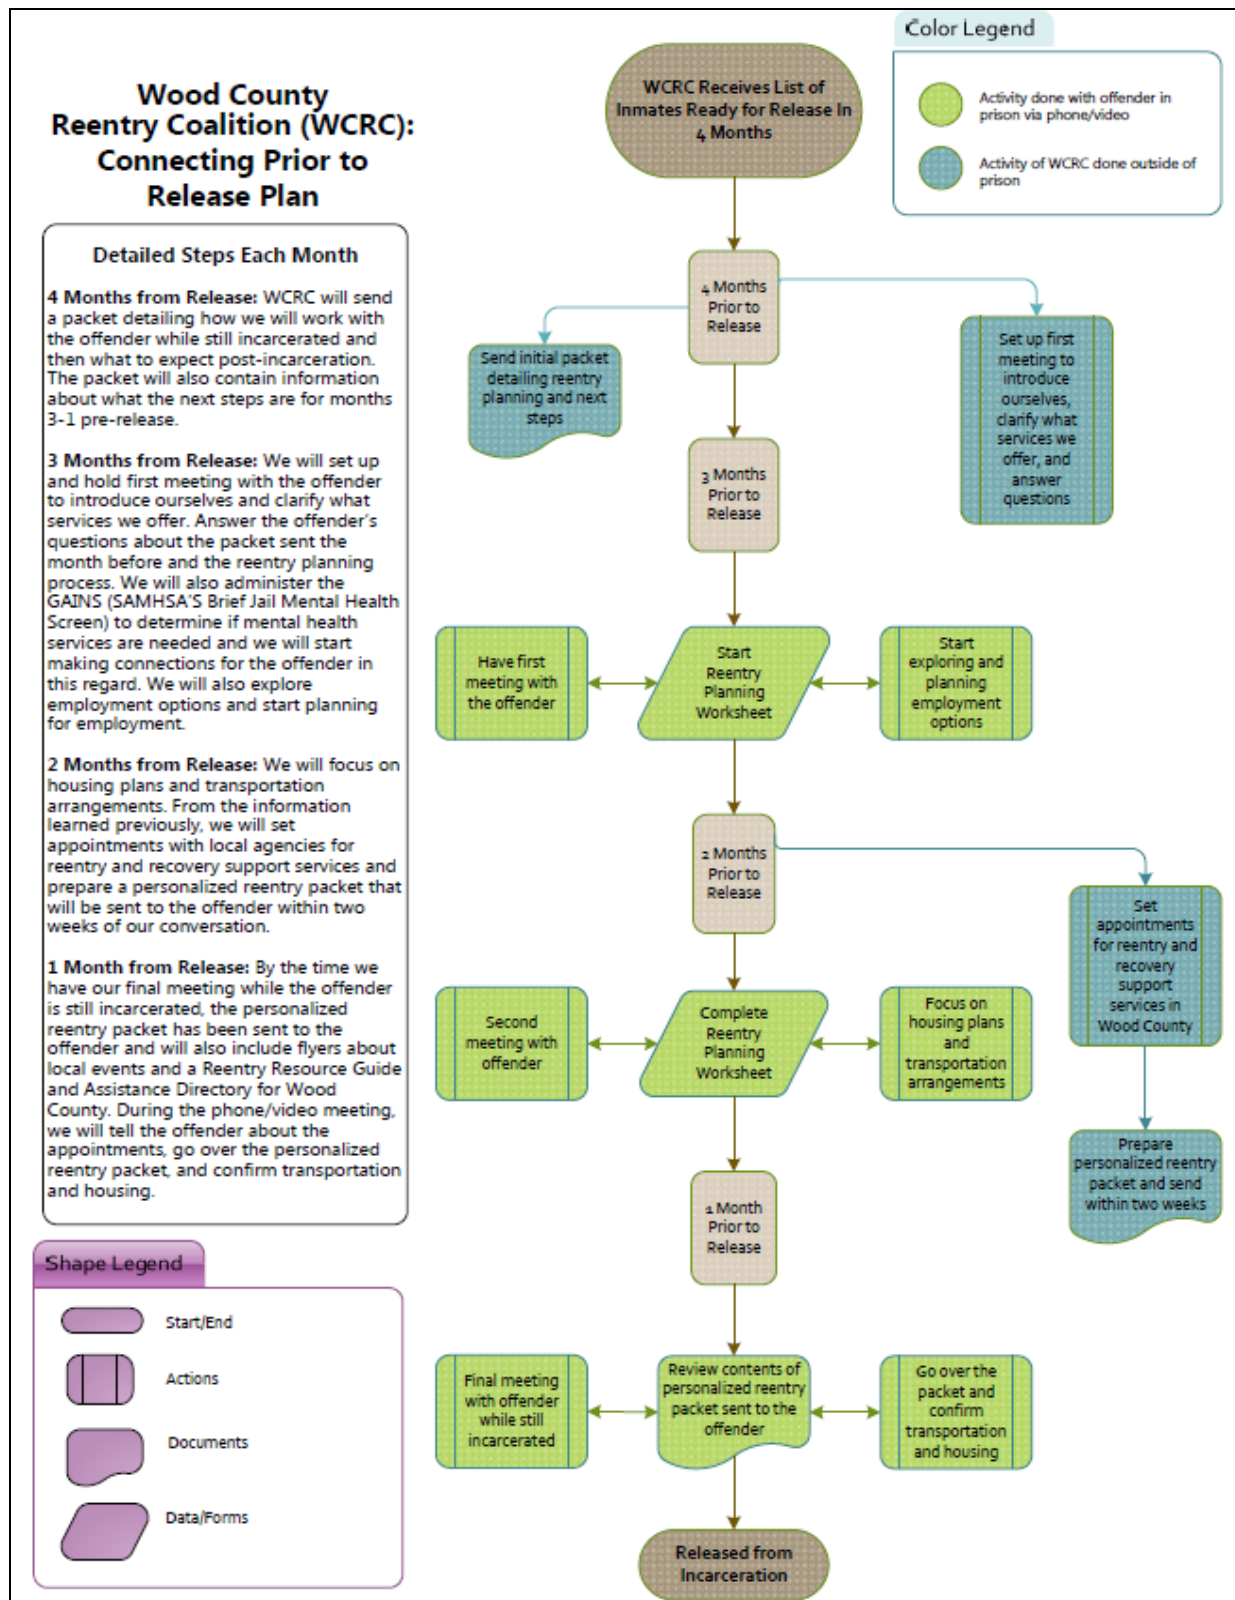 Wood County
Reentry Coalition (WCRC):
Connecting Prior to
Release Plan
Detailed Steps Each Month
4 Months from Release: WCRC will send
a packet detailing how we will work with
the offender while still incarcerated and
then what to expect post-incarceration.
The packet will also contain information
about what the next steps are for months
3-1 pre-release.
3 Months from Release: We will set up
and hold first meeting with the offender
to introduce ourselves and clarify what
services we offer. Answer the offender's
questions about the packet sent the
month before and the reentry planning
process. We will also administer the
GAINS (SAMHSA'S Brief Jail Mental Health
Screen) to determine if mental health
services are needed and we will start
making connections for the offender in
this regard. We will also explore
employment options and start planning
for employment.
2 Months from Release: We will focus on
housing plans and transportation
arrangements. From the information
learned previously, we will set
appointments with local agencies for
reentry and recovery support services and
prepare a personalized reentry packet that
will be sent to the offender within two
weeks of our conversation.
1 Month from Release: By the time we
have our final meeting while the offender
is still incarcerated, the personalized
reentry packet has been sent to the
offender and will also include flyers about
local events and a Reentry Resource Guide
and Assistance Directory for Wood
County. During the phone/video meeting,
we will tell the offender about the
appointments, go over the personalized
reentry packet, and confirm transportation
and housing.
Shape Legend
Start/End
Actions
Documents
Data/Forms
Color Legend
Activity done with offender in
prison via phone/video
Activity of WCRC done outside of
prison
WCRC Receives List of
Inmates Ready for Release In
4 Months
4 Months
Prior to
Release
Send initial packet
detailing reentry
planning and next
steps
Set up first
meeting to
introduce
ourselves,
clarify what
services we
offer, and
answer
questions
3 Months
Prior to
Release
Have first
meeting with
the offender
Start
Reentry
Planning
Worksheet
Start
exploring and
planning
employment
options
2 Months
Prior to
Release
Set
appointments
for reentry and
recovery
support
services in
Wood County
Second
meeting with
offender
Complete
Reentry
Planning
Worksheet
Focus on
housing plans
and
transportation
arrangements
Prepare
personalized reentry
packet and send
within two weeks
1 Month
Prior to
Release
Final meeting
with offender
while still
incarcerated
Review contents of
personalized reentry
packet sent to the
offender
Go over the
packet and
confirm
transportation
and housing
Released from
Incarceration